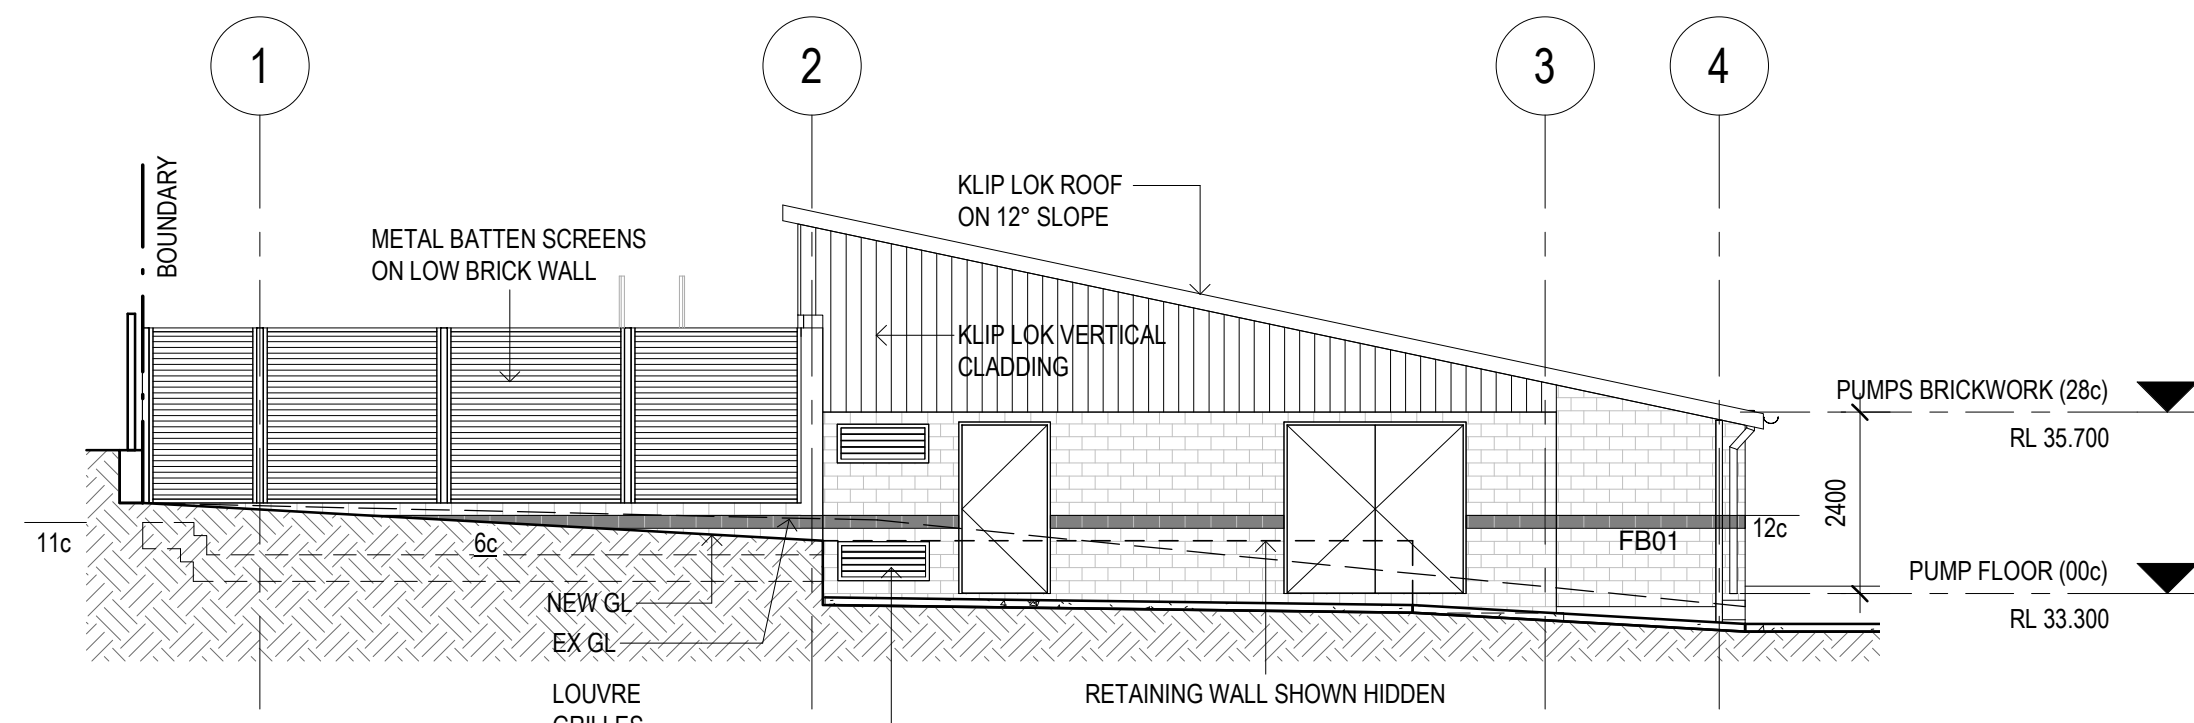 1
2
3
4
BOUNDARY
KLIP LOK ROOF
ON 12° SLOPE
METAL BATTEN SCREENS
ON LOW BRICK WALL
KLIP LOK VERTICAL
CLADDING
PUMPS BRICKWORK (28c)
RL 35.700
2400
11c
6c
FB01
12c
PUMP FLOOR (00c)
RL 33.300
NEW GL
EX GL
LOUVRE
GRILLES
RETAINING WALL SHOWN HIDDEN